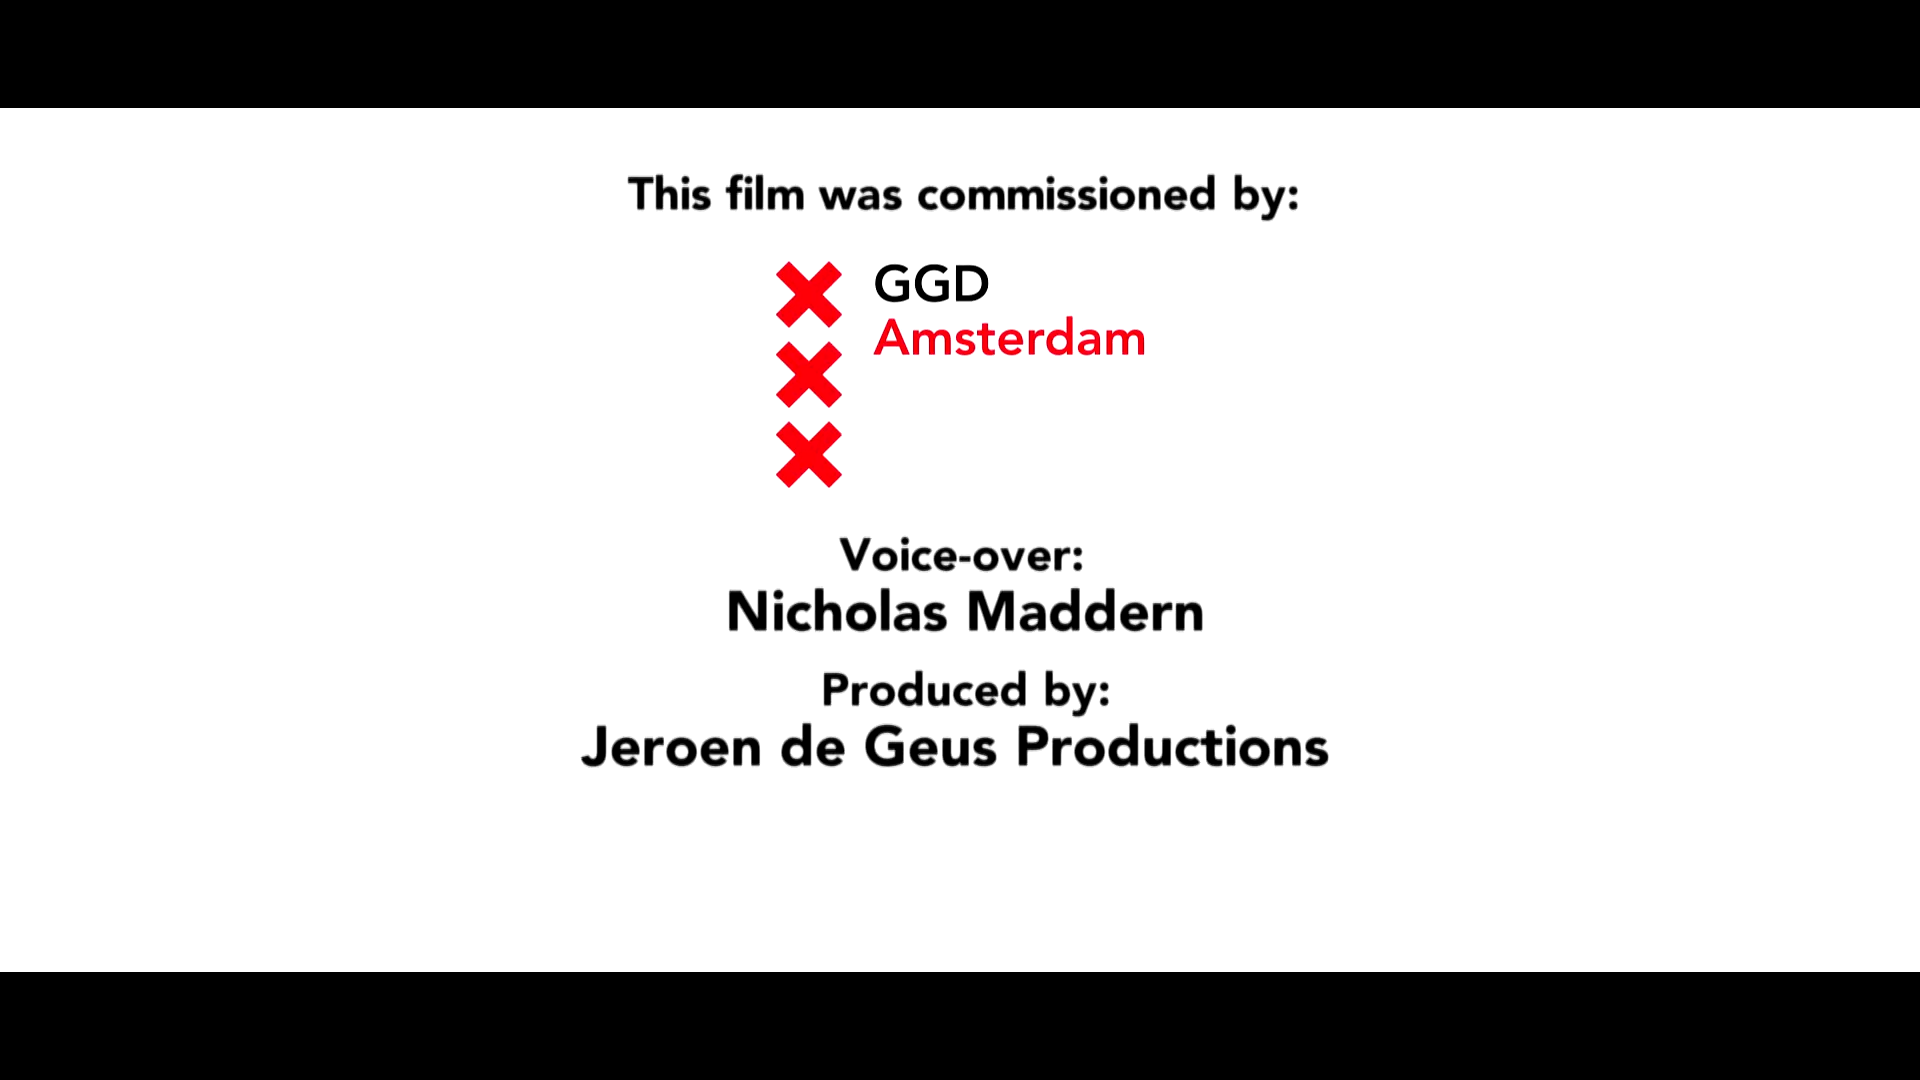 This film was commissioned by:
GGD
Amsterdam
Voice-over:
Nicholas Maddern
Produced by:
Jeroen de Geus Productions